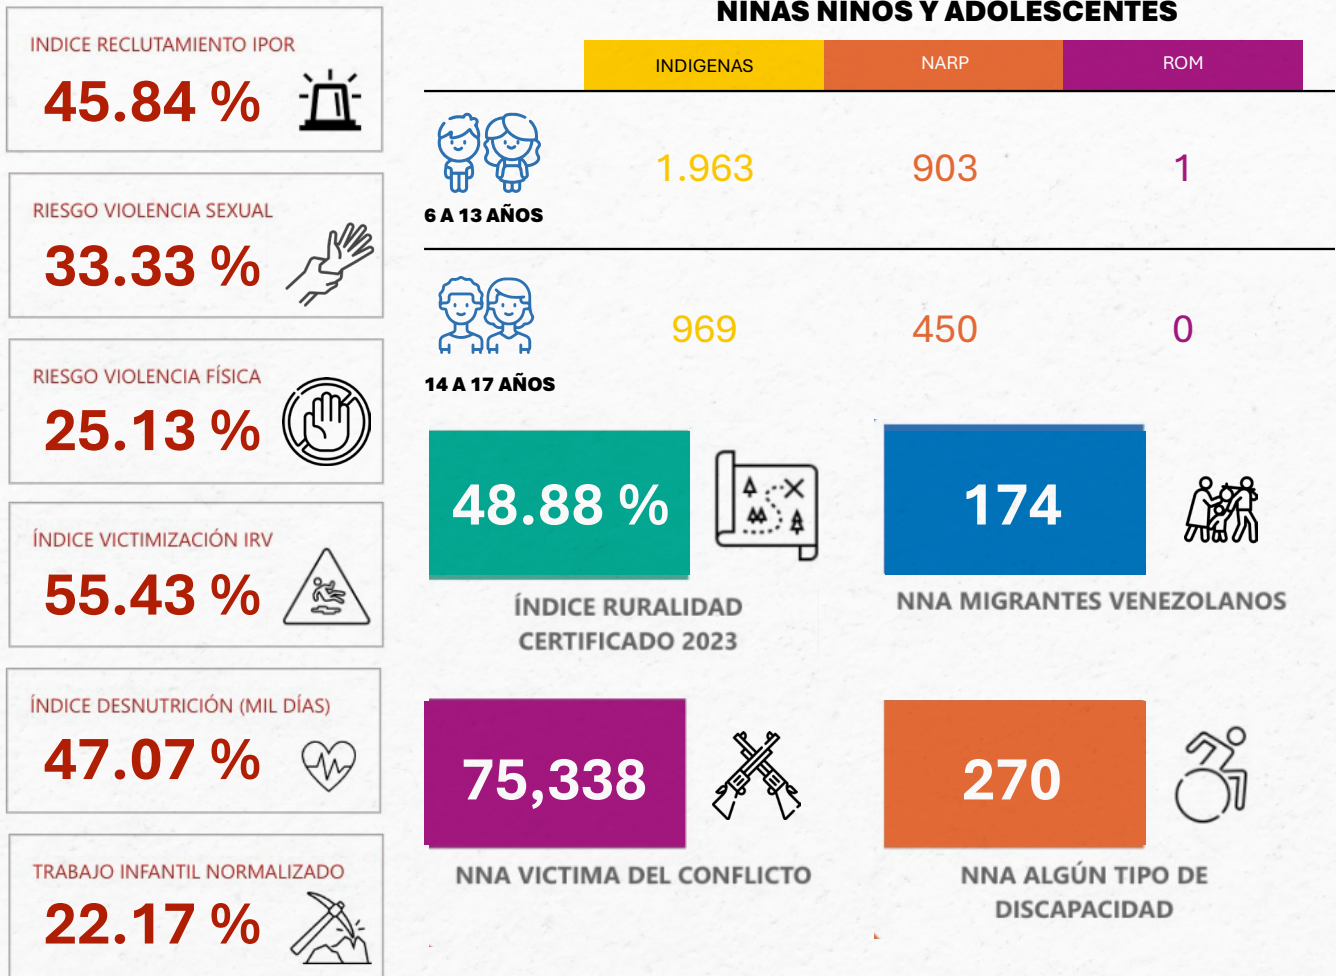 INDICE RECLUTAMIENTO IPOR
45.84 %
RIESGO VIOLENCIA SEXUAL
33.33 %
RIESGO VIOLENCIA FÍSICA
25.13 %
ÍNDICE VICTIMIZACIÓN IRV
55.43 %
ÍNDICE DESNUTRICIÓN (MIL DÍAS)
47.07 %
TRABAJO INFANTIL NORMALIZADO
22.17 %
NIÑAS NIÑOS Y ADOLESCENTES
INDIGENAS NARP ROM
1.963 903 1
6 A 13 AÑOS
969 450 0
14 A 17 AÑOS
48.88 %
ÍNDICE RURALIDAD
CERTIFICADO 2023
174
NNA MIGRANTES VENEZOLANOS
75,338
NNA VICTIMA DEL CONFLICTO
270
NNA ALGÚN TIPO DE
DISCAPACIDAD